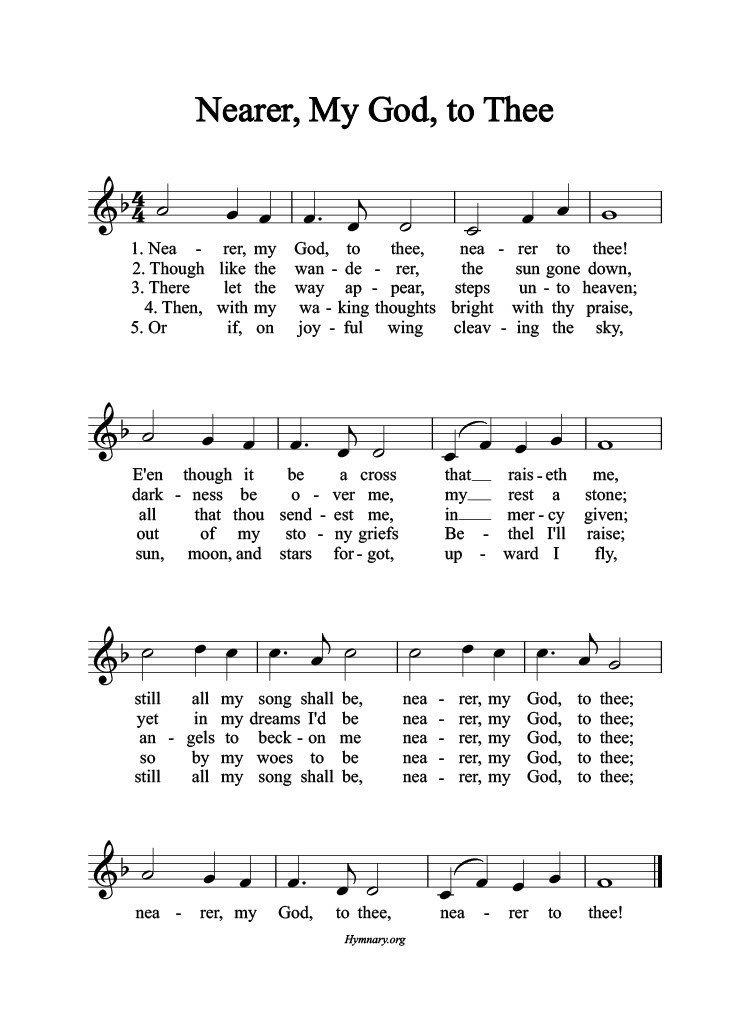 Nearer, My God, to Thee
4
4
1. Nea - rer, my God, to thee, nea - rer to thee!
2. Though like the wan - de - rer, the sun gone down,
3. There let the way ap - pear, steps un - to heaven;
4. Then, with my wa - king thoughts bright with thy praise,
5. Or if, on joy - ful wing cleav - ing the sky,
E'en though it be a cross that__ rais - eth me,
dark - ness be o - ver me, my__ rest a stone;
all that thou send - est me, in__ mer - cy given;
out of my sto - ny griefs Be - thel I'll raise;
sun, moon, and stars for - got, up - ward I fly,
still all my song shall be, nea - rer, my God, to thee;
yet in my dreams I'd be nea - rer, my God, to thee;
an - gels to beck - on me nea - rer, my God, to thee;
so by my woes to be nea - rer, my God, to thee;
still all my song shall be, nea - rer, my God, to thee;
nea - rer, my God, to thee, nea - rer to thee!
Hymnary.org